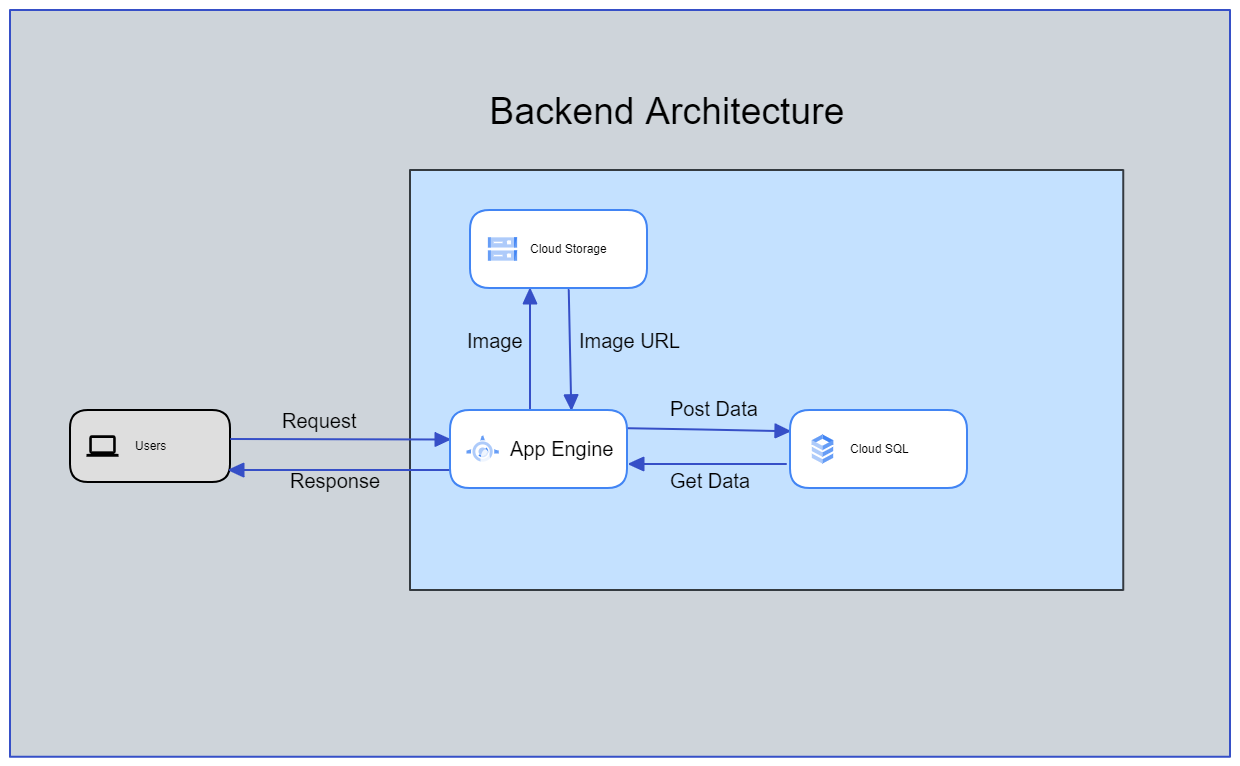 Backend Architecture
Cloud Storage
Image
Image URL
Request
Users
Response
App Engine
Post Data
Get Data
Cloud SQL